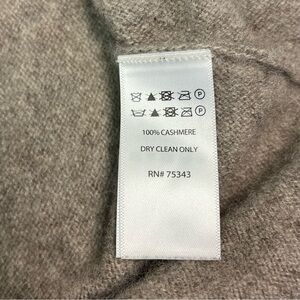 P
P
100% CASHMERE
DRY CLEAN ONLY
RN# 75343